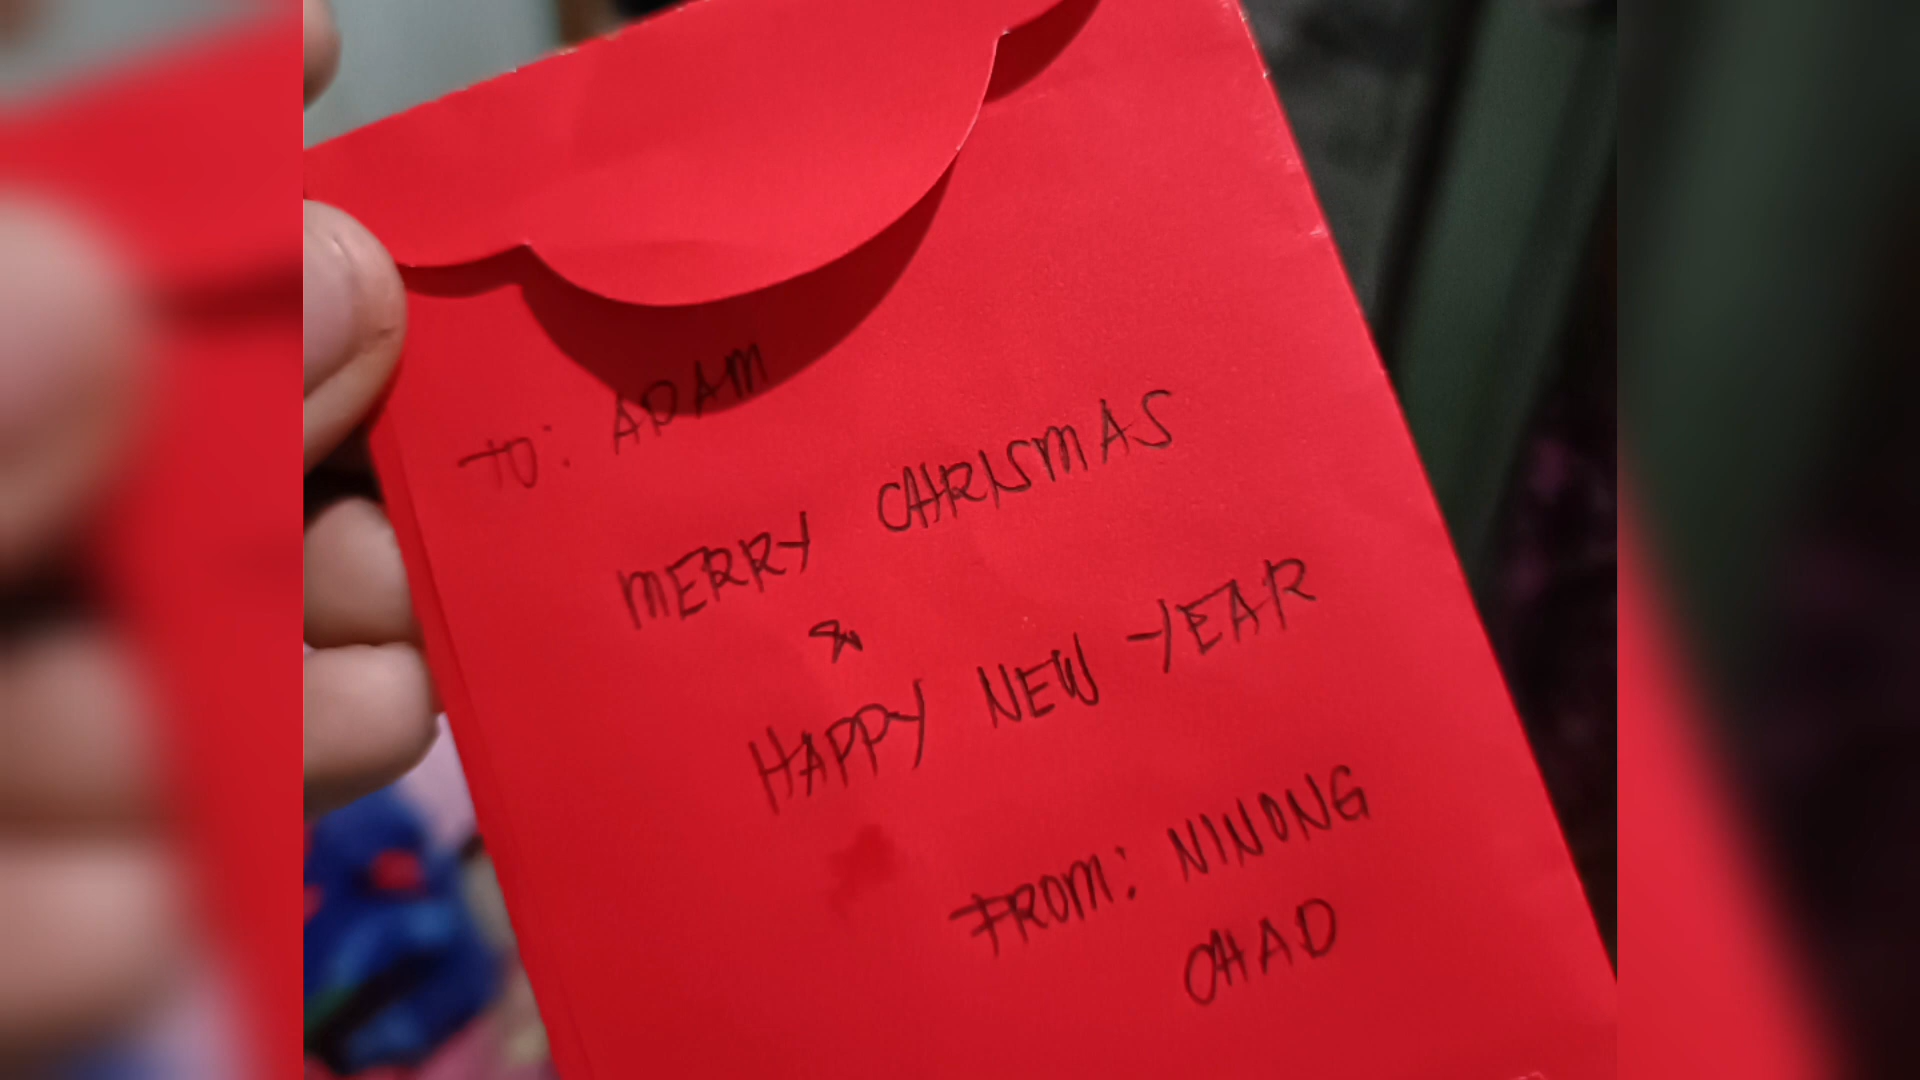 TO: ADAM
MERRY CHRISMAS
&
HAPPY NEW YEAR
FROM: NINONG
CHAD